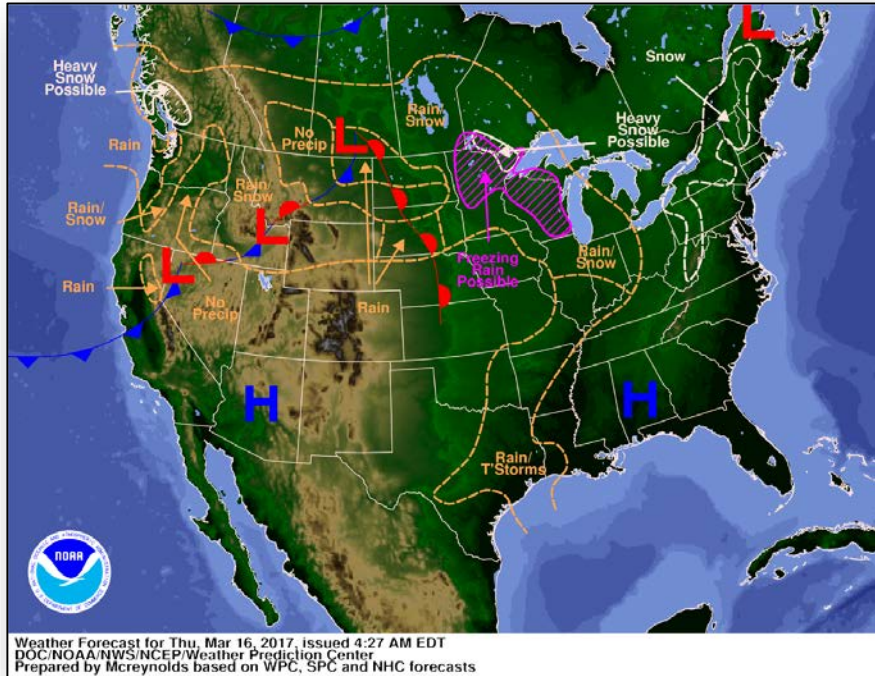 Heavy
Snow
Possible
Rain
Rain/
Snow
Rain
No
Precip
Rain/
Snow
No
Precip
L
L
L
L
Rain
Rain/
Snow
Freezing
Rain
Possible
Heavy
Snow
Possible
Snow
Rain/
Snow
H
H
Rain/
T'Storms
NOAA
Weather Forecast for Thu, Mar 16, 2017, issued 4:27 AM EDT
DOC/NOAA/NWS/NCEP/Weather Prediction Center
Prepared by Mcreynolds based on WPC, SPC and NHC forecasts